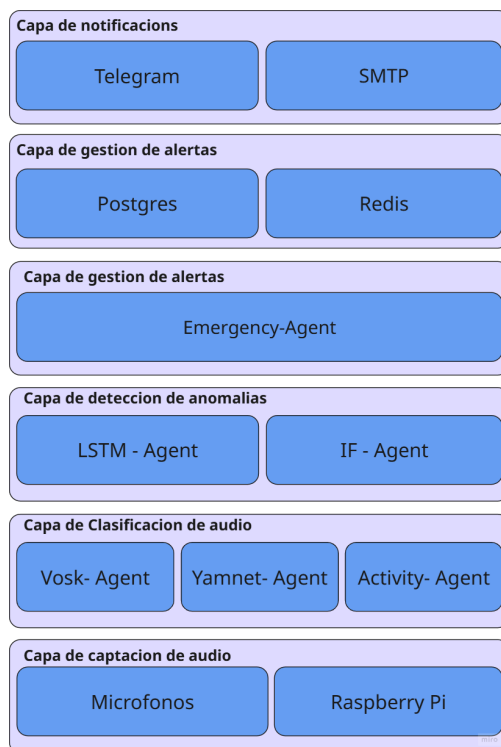 Capa de notificacions
Telegram
SMTP
Capa de gestion de alertas
Postgres
Redis
Capa de gestion de alertas
Emergency-Agent
Capa de deteccion de anomalias
LSTM - Agent
IF - Agent
Capa de Clasificacion de audio
Vosk- Agent
Yamnet- Agent
Activity- Agent
Capa de captacion de audio
Microfonos
Raspberry Pi
miro